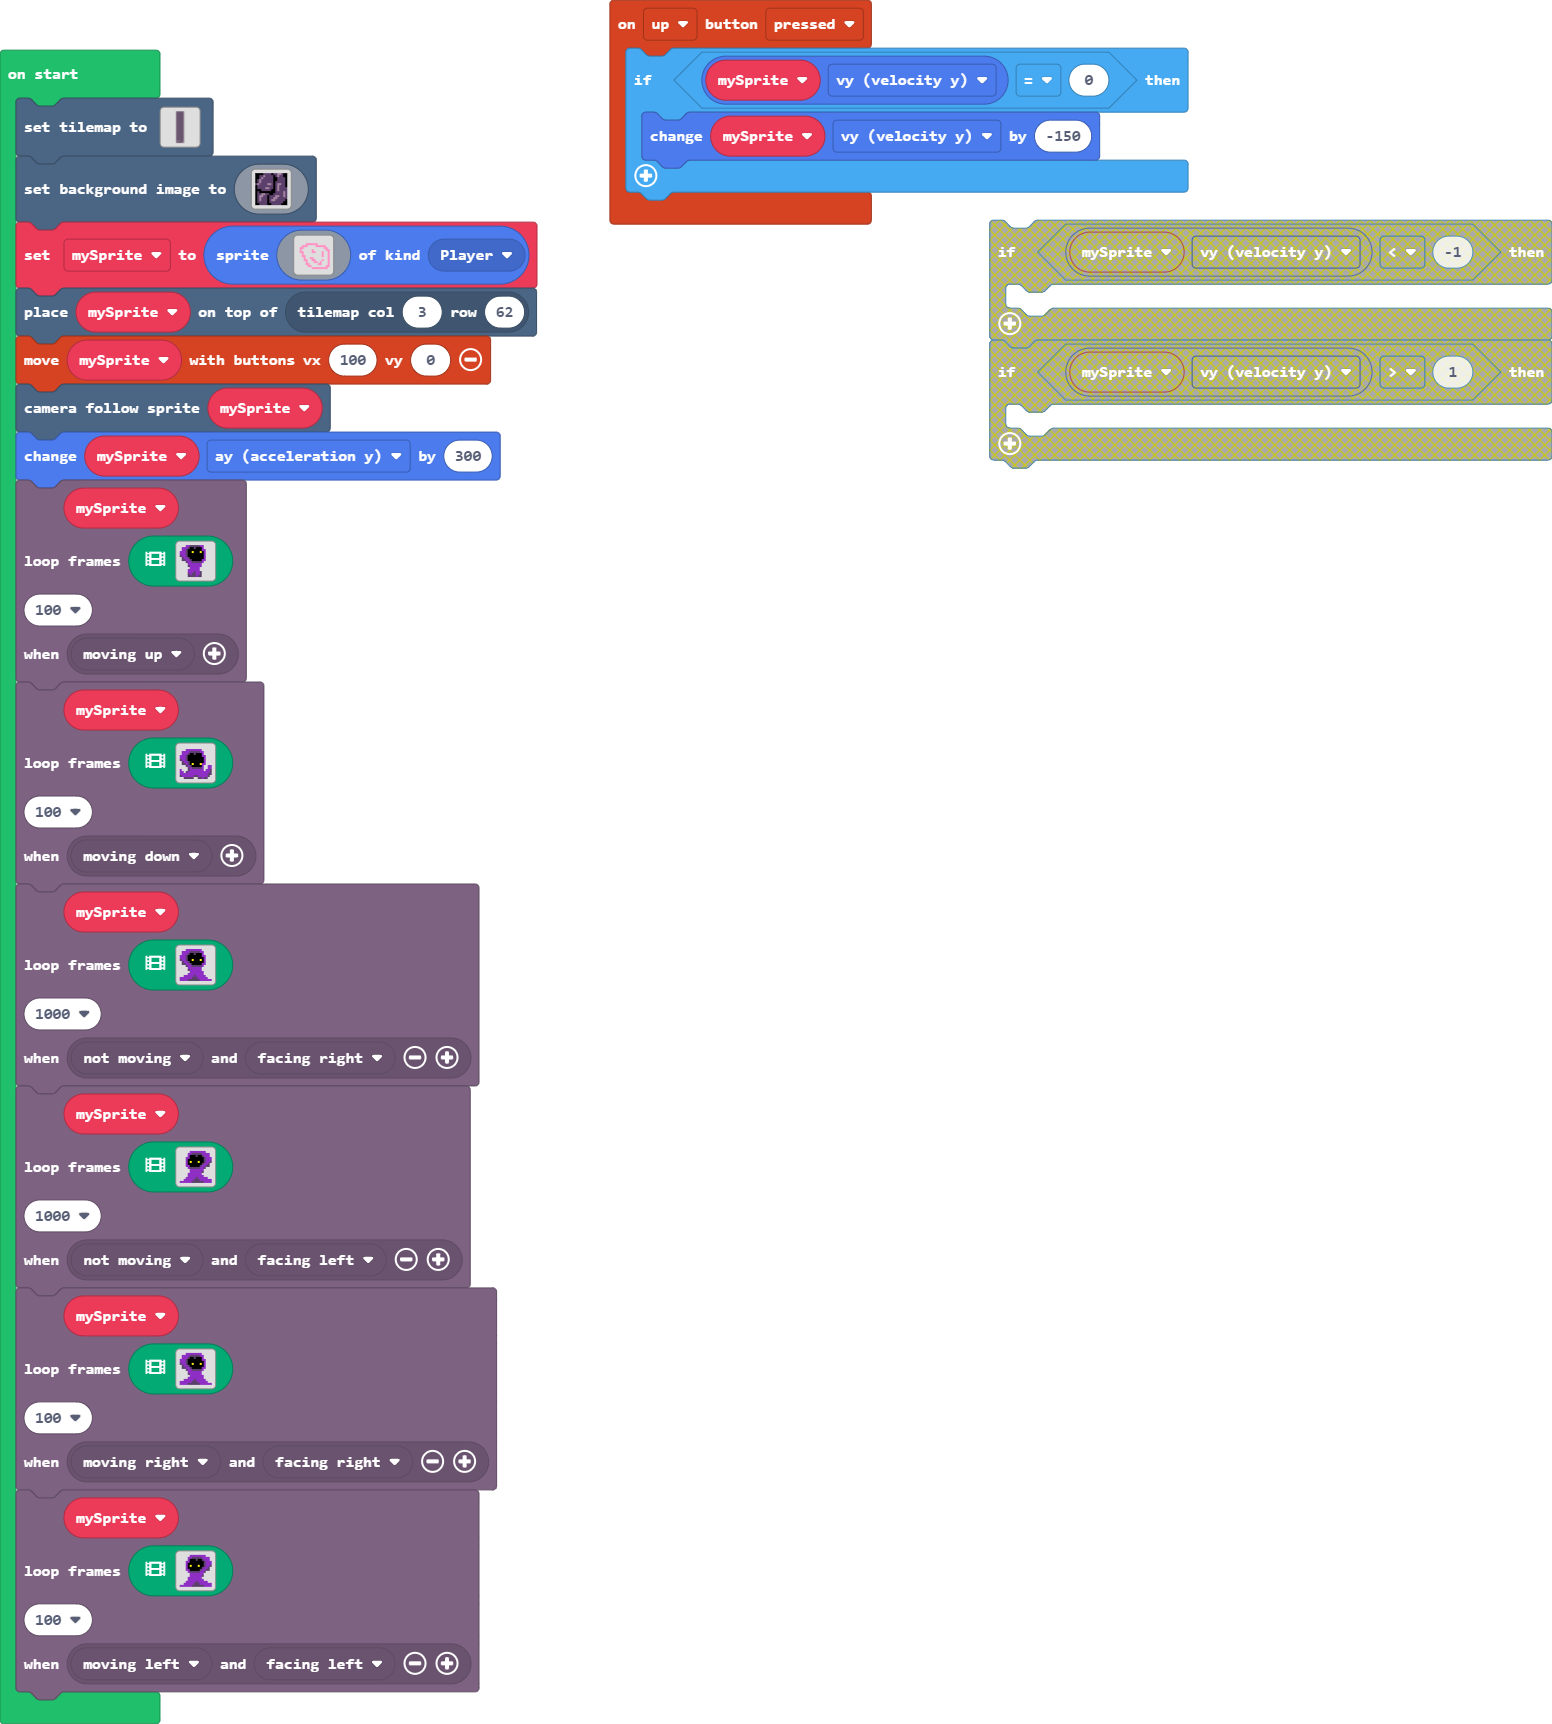 on start
set tilemap to
set background image to
set mySprite to sprite of kind Player
place mySprite on top of tilemap col 3 row 62
move mySprite with buttons vx 100 vy 0
camera follow sprite mySprite
change mySprite ay (acceleration y) by 300
mySprite
loop frames
100
when moving up
mySprite
loop frames
100
when moving down
mySprite
loop frames
1000
when not moving and facing right
mySprite
loop frames
1000
when not moving and facing left
mySprite
loop frames
100
when moving right and facing right
mySprite
loop frames
100
when moving left and facing left
on up button pressed
if mySprite vy (velocity y) = 0 then
change mySprite vy (velocity y) by -150
if mySprite vy (velocity y) < -1 then
if mySprite vy (velocity y) > 1 then